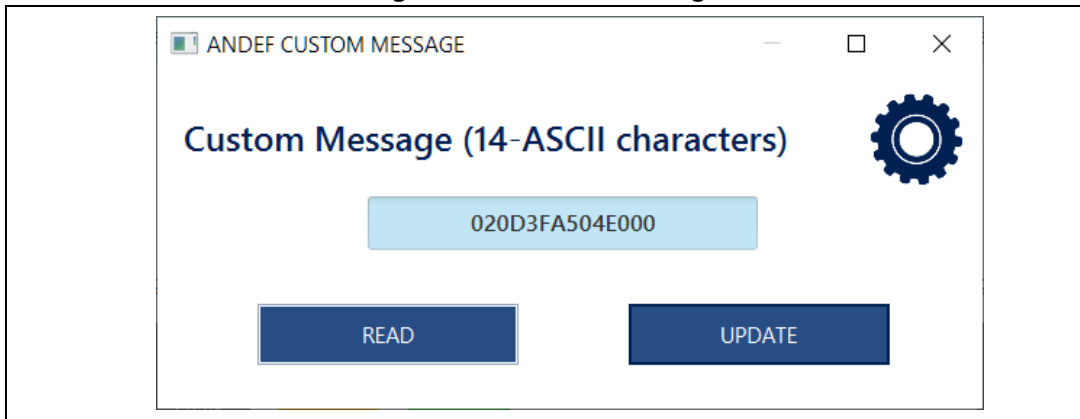 ANDEF CUSTOM MESSAGE
Custom Message (14-ASCII characters)
020D3FA504E000
READ
UPDATE